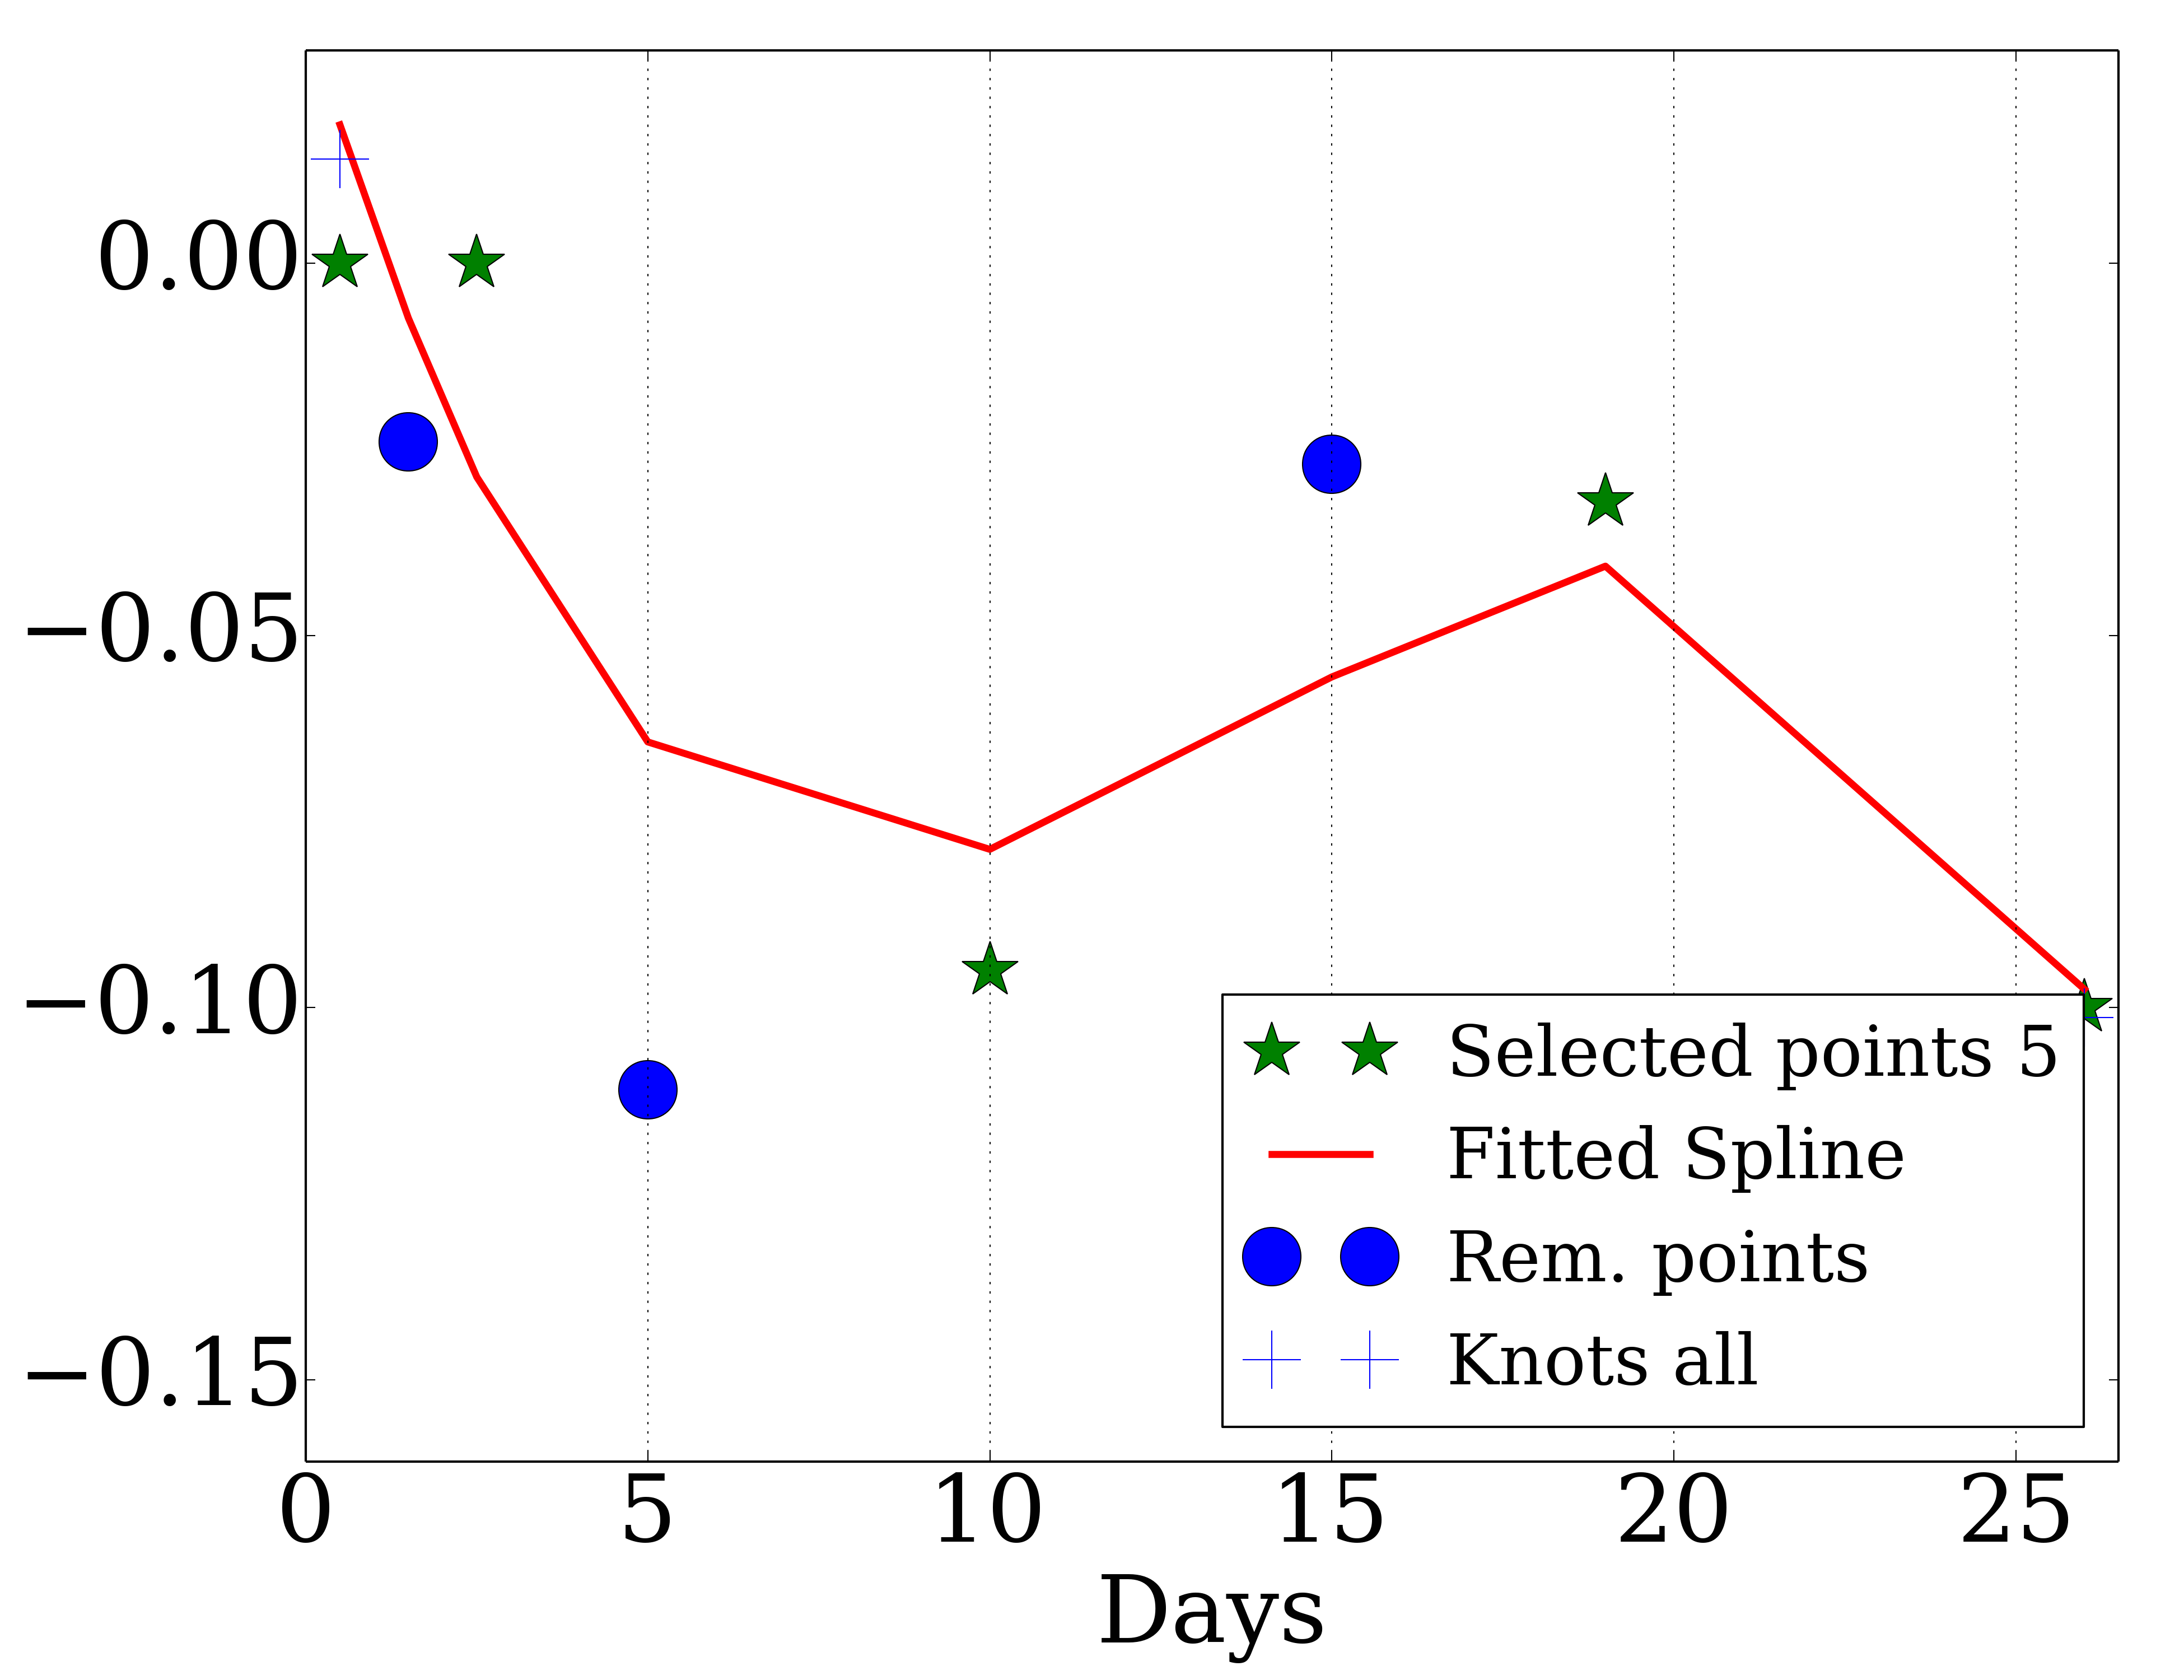 0.00
−0.05
−0.10
−0.15
0 5 10 15 20 25
Days
Selected points 5
Fitted Spline
Rem. points
Knots all